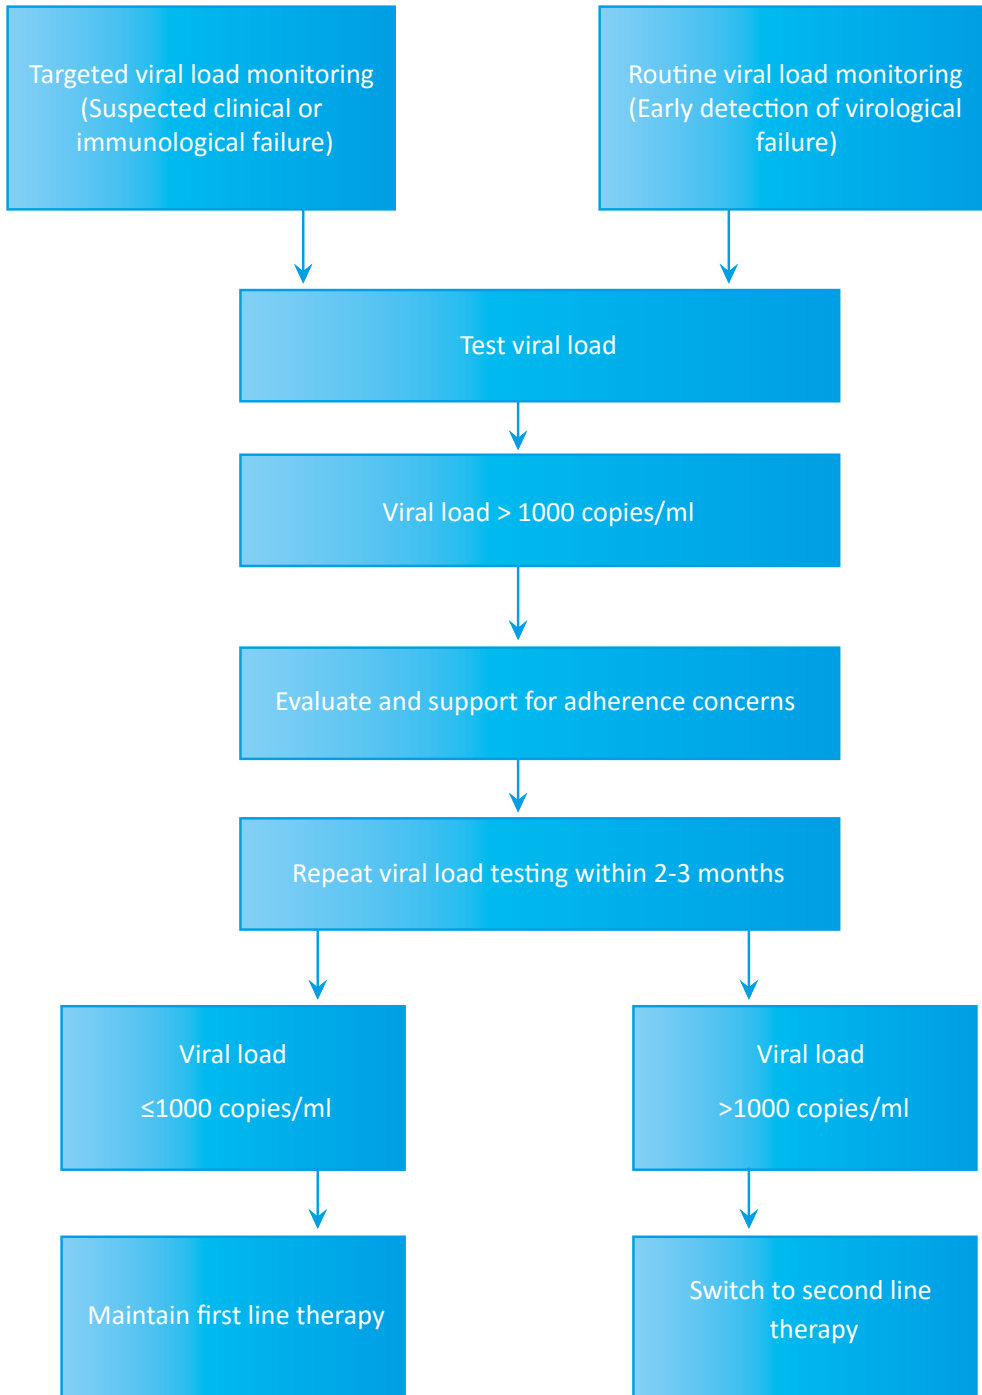 Targeted viral load monitoring
(Suspected clinical or
immunological failure)
Routine viral load monitoring
(Early detection of virological
failure)
Test viral load
Viral load > 1000 copies/ml
Evaluate and support for adherence concerns
Repeat viral load testing within 2-3 months
Viral load
≤1000 copies/ml
Viral load
>1000 copies/ml
Maintain first line therapy
Switch to second line
therapy